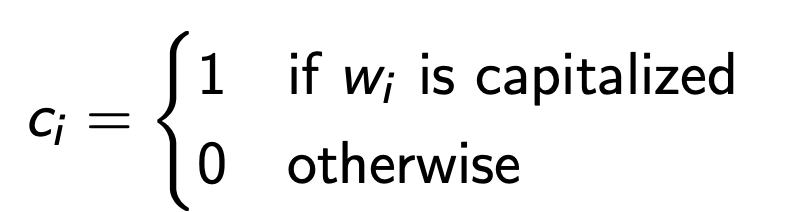 c_i = { 1 if w_i is capitalized
0 otherwise